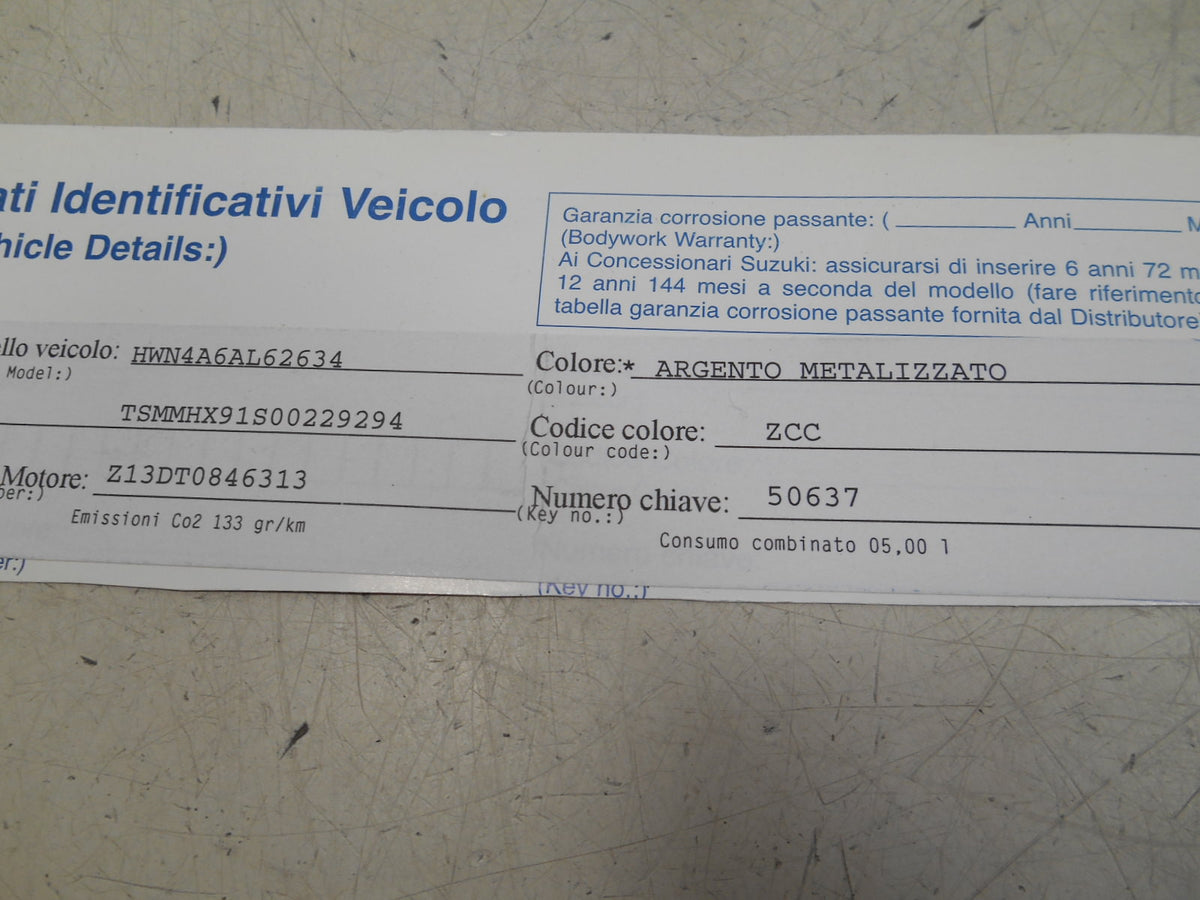 ati Identificativi Veicolo
hicle Details:)
Garanzia corrosione passante: ( ________ Anni ________ M
(Bodywork Warranty:)
Ai Concessionari Suzuki: assicurarsi di inserire 6 anni 72 m
12 anni 144 mesi a seconda del modello (fare riferimento
tabella garanzia corrosione passante fornita dal Distributore)
ello veicolo: HWN4A6AL62634
Model:)
TSMMHX91S00229294
Motore: Z13DT0846313
ber:)
Emissioni Co2 133 gr/km
Colore:* ARGENTO METALIZZATO
(Colour:)
Codice colore: ZCC
(Colour code:)
Numero chiave: 50637
(Key no.:)
Consumo combinato 05,00 l
er:)
(Key no.:)